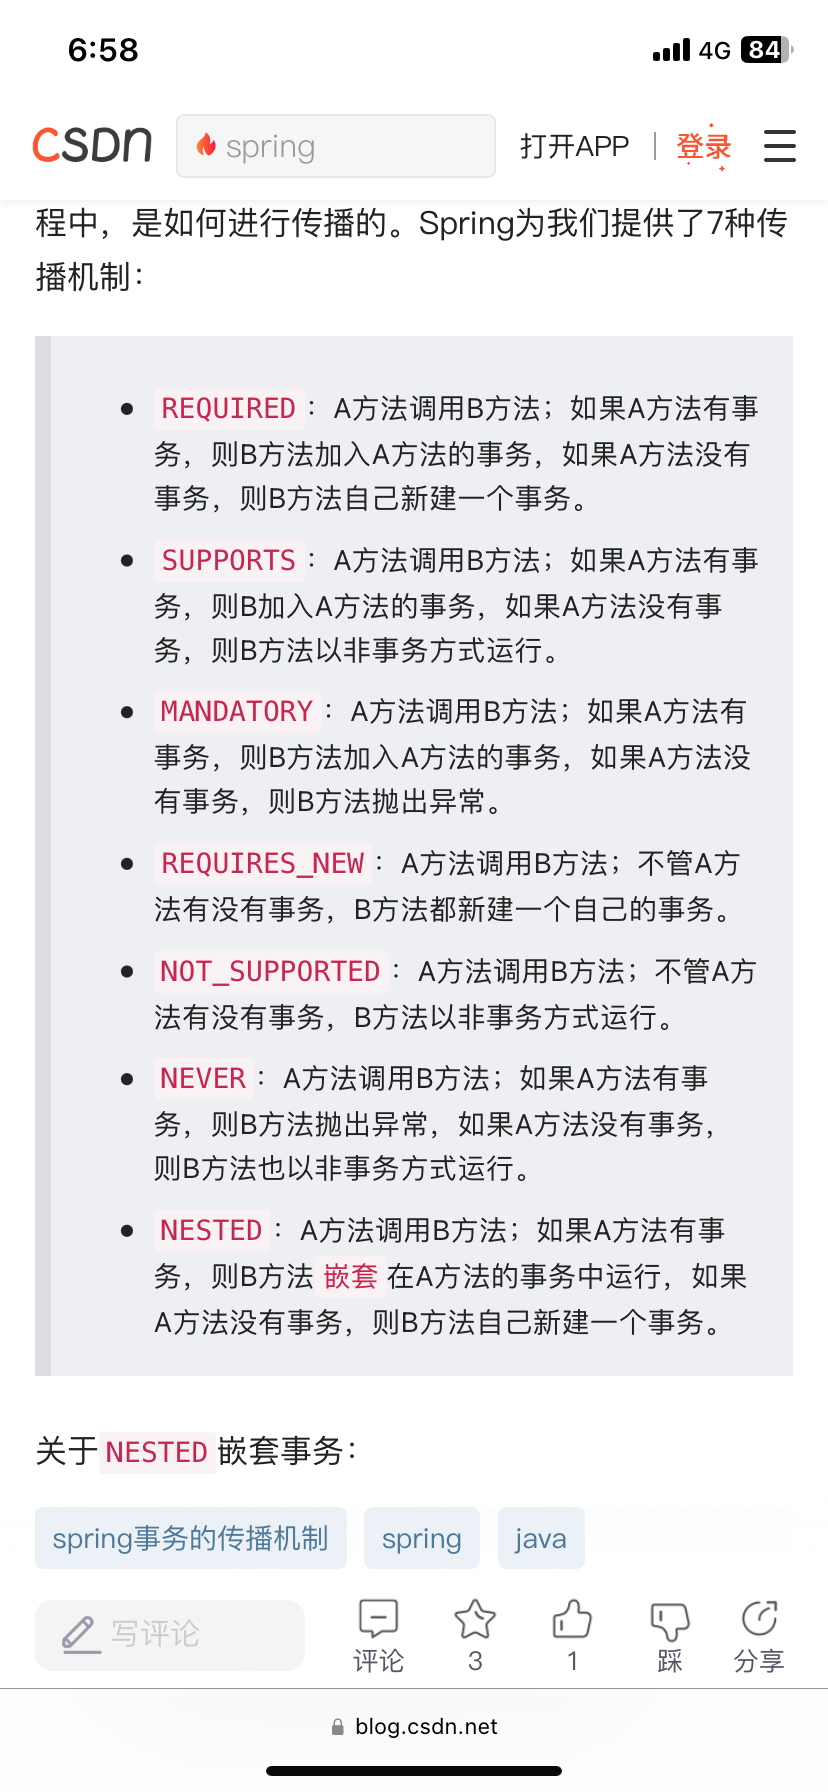 6:58
4G
84
CSDN
spring
打开APP
登录
程中，是如何进行传播的。Spring为我们提供了7种传
播机制：
REQUIRED：A方法调用B方法；如果A方法有事
务，则B方法加入A方法的事务，如果A方法没有
事务，则B方法自己新建一个事务。
SUPPORTS：A方法调用B方法；如果A方法有事
务，则B加入A方法的事务，如果A方法没有事
务，则B方法以非事务方式运行。
MANDATORY：A方法调用B方法；如果A方法有
事务，则B方法加入A方法的事务，如果A方法没
有事务，则B方法抛出异常。
REQUIRES_NEW：A方法调用B方法；不管A方
法有没有事务，B方法都新建一个自己的事务。
NOT_SUPPORTED：A方法调用B方法；不管A方
法有没有事务，B方法以非事务方式运行。
NEVER：A方法调用B方法；如果A方法有事
务，则B方法抛出异常，如果A方法没有事务，
则B方法也以非事务方式运行。
NESTED：A方法调用B方法；如果A方法有事
务，则B方法嵌套在A方法的事务中运行，如果
A方法没有事务，则B方法自己新建一个事务。
关于NESTED嵌套事务：
spring事务的传播机制
spring
java
写评论
评论
3
1
踩
分享
blog.csdn.net